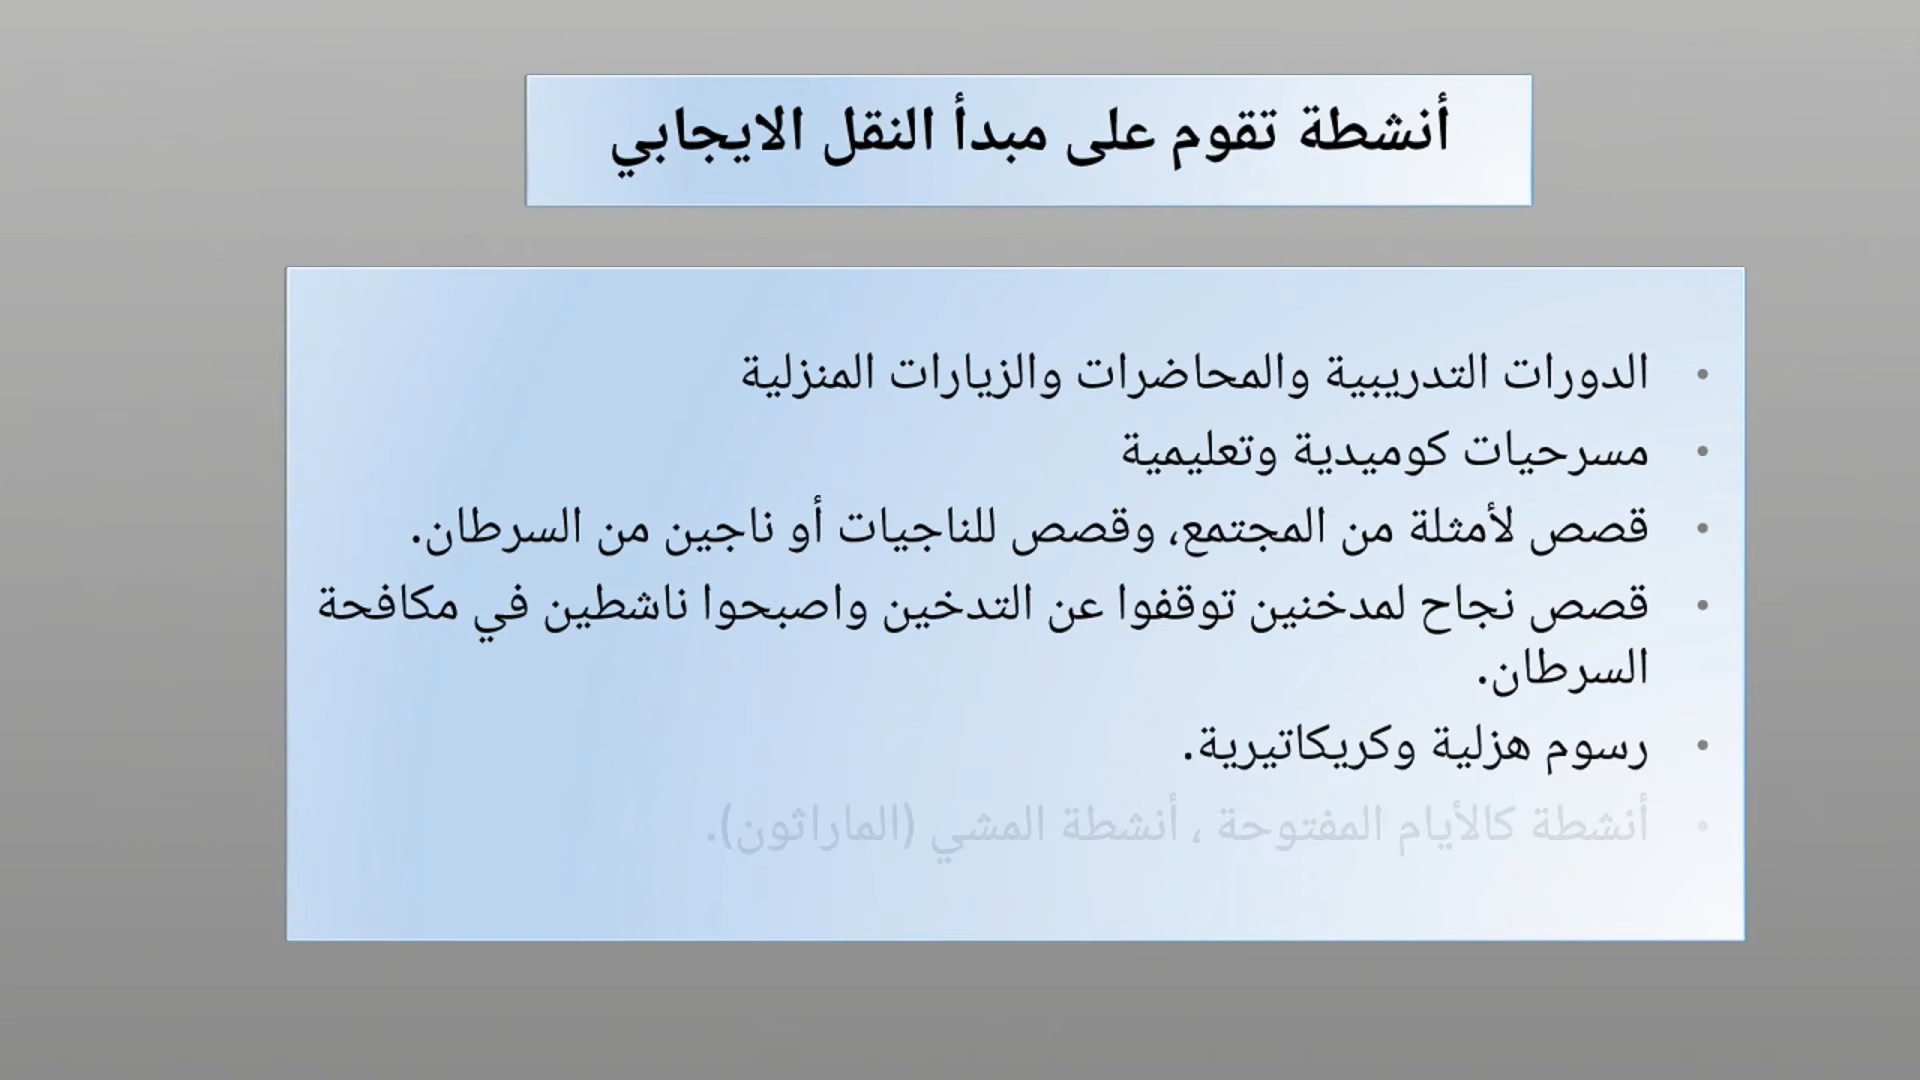 أنشطة تقوم على مبدأ النقل الايجابي
• الدورات التدريبية والمحاضرات والزيارات المنزلية
• مسرحيات كوميدية وتعليمية
• قصص لأمثلة من المجتمع، وقصص للناجيات أو ناجين من السرطان.
• قصص نجاح لمدخنين توقفوا عن التدخين واصبحوا ناشطين في مكافحة
السرطان.
• رسوم هزلية وكريكاتيرية.
• أنشطة كالأيام المفتوحة ، أنشطة المشي (الماراثون).